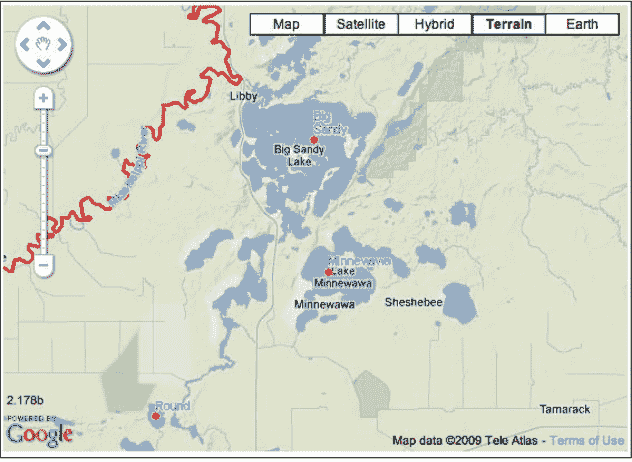 Map Satellite Hybrid Terrain Earth
Libby
Big
Sandy
Big Sandy
Lake
Minnewawa
Lake
Minnewawa
Minnewawa
Sheshebee
2.178b
Round
Tamarack
POWERED BY
Google
Map data ©2009 Tele Atlas - Terms of Use